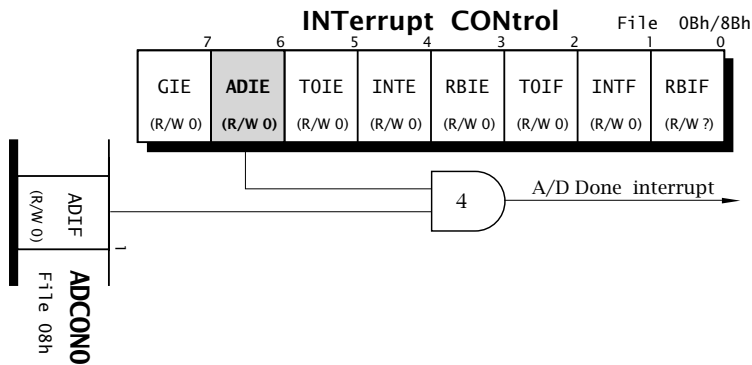 INTerrupt CONtrol File 0Bh/8Bh
7 6 5 4 3 2 1 0
GIE ADIE T0IE INTE RBIE T0IF INTF RBIF
(R/W 0) (R/W 0) (R/W 0) (R/W 0) (R/W 0) (R/W 0) (R/W 0) (R/W ?)
4
A/D Done interrupt
1
ADIF
(R/W 0)
ADCON0
File 08h